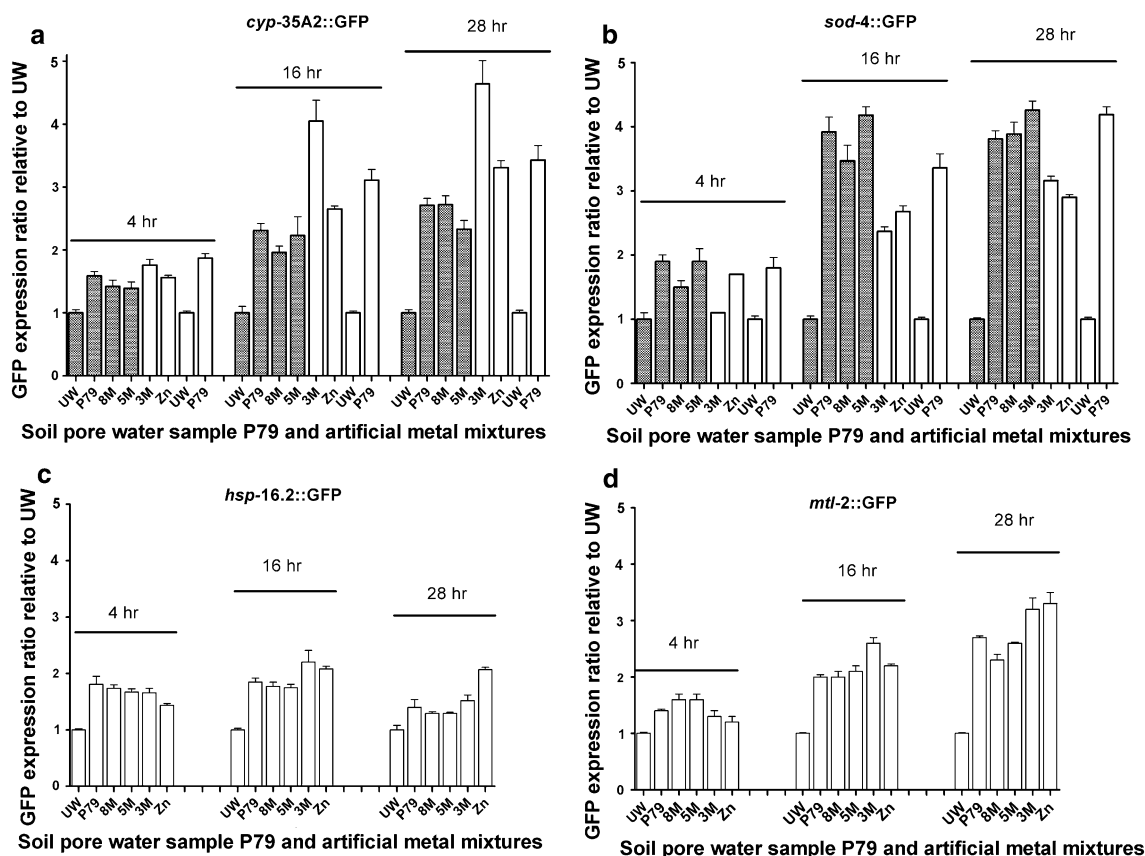 a
cyp-35A2::GFP
GFP expression ratio relative to UW
5
4
3
2
1
0
4 hr
16 hr
28 hr
UW P79 8M 5M 3M Zn UW P79
UW P79 8M 5M 3M Zn UW P79
UW P79 8M 5M 3M Zn UW P79
Soil pore water sample P79 and artificial metal mixtures
b
sod-4::GFP
GFP expression ratio relative to UW
5
4
3
2
1
0
4 hr
16 hr
28 hr
UW P79 8M 5M 3M Zn UW P79
UW P79 8M 5M 3M Zn UW P79
UW P79 8M 5M 3M Zn UW P79
Soil pore water sample P79 and artificial metal mixtures
c
hsp-16.2::GFP
GFP expression ratio relative to UW
5
4
3
2
1
0
4 hr
16 hr
28 hr
UW P79 8M 5M 3M Zn
UW P79 8M 5M 3M Zn
UW P79 8M 5M 3M Zn
Soil pore water sample P79 and artificial metal mixtures
d
mtl-2::GFP
GFP expression ratio relative to UW
5
4
3
2
1
0
4 hr
16 hr
28 hr
UW P79 8M 5M 3M Zn
UW P79 8M 5M 3M Zn
UW P79 8M 5M 3M Zn
Soil pore water sample P79 and artificial metal mixtures